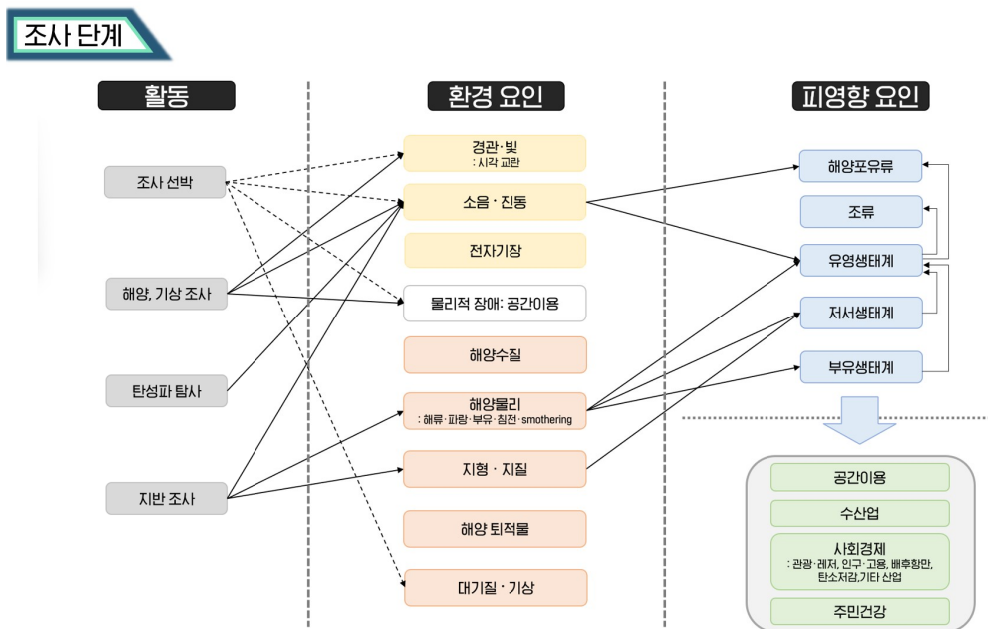 조사 단계
활동
환경 요인
피영향 요인
조사 선박
해양, 기상 조사
탄성파 탐사
지반 조사
경관·빛
: 시각 교란
소음 · 진동
전자기장
물리적 장애: 공간이용
해양수질
해양물리
: 해류·파랑·부유·침전·smothering
지형 · 지질
해양 퇴적물
대기질 · 기상
해양포유류
조류
유영생태계
저서생태계
부유생태계
공간이용
수산업
사회경제
: 관광·레저, 인구·고용, 배후항만,
탄소저감,기타 산업
주민건강